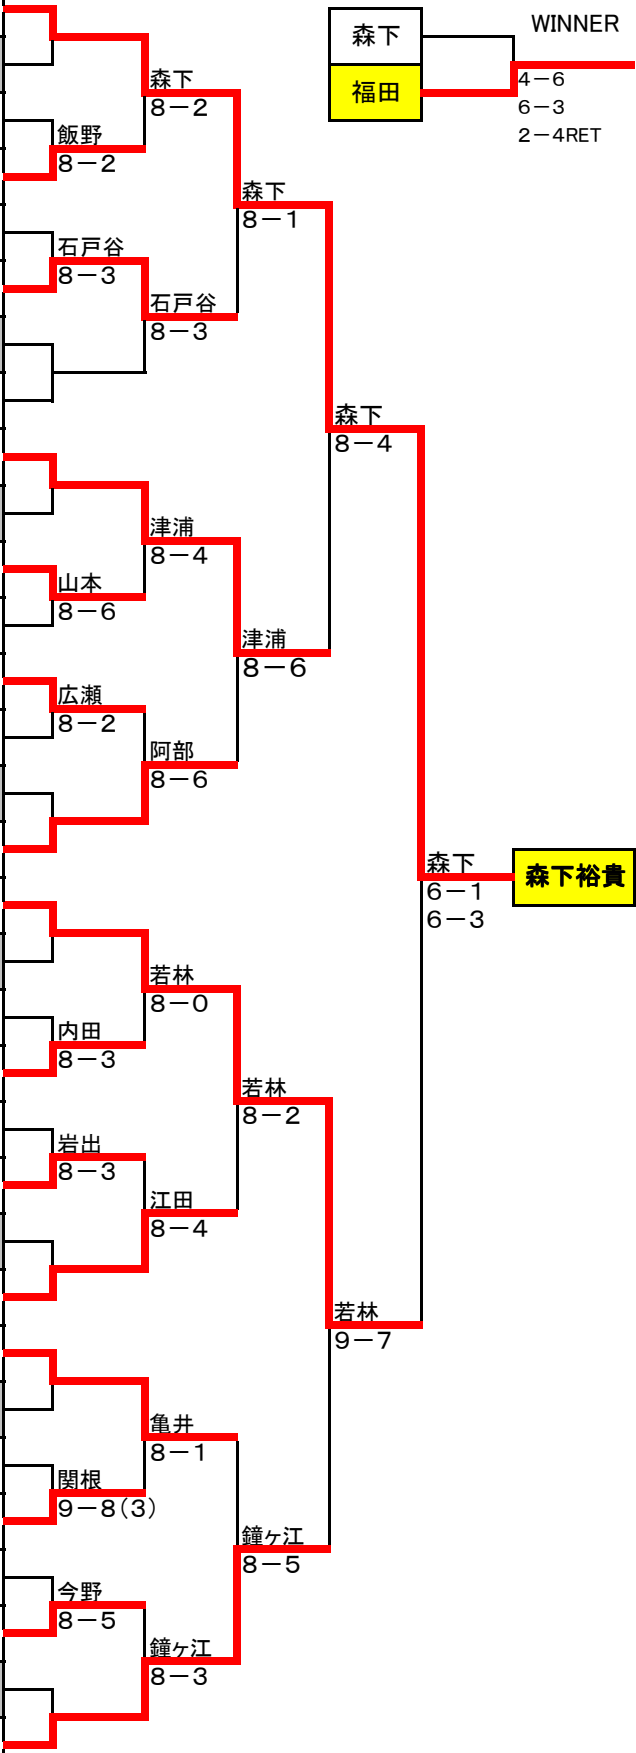 森下
WINNER
福田
4－6
6－3
2－4RET
森下
8－2
飯野
8－2
森下
8－1
石戸谷
8－3
石戸谷
8－3
森下
8－4
津浦
8－4
山本
8－6
津浦
8－6
広瀬
8－2
阿部
8－6
森下
6－1
6－3
森下裕貴
若林
8－0
内田
8－3
若林
8－2
岩出
8－3
江田
8－4
若林
9－7
亀井
8－1
関根
9－8（3）
鐘ヶ江
8－5
今野
8－5
鐘ヶ江
8－3